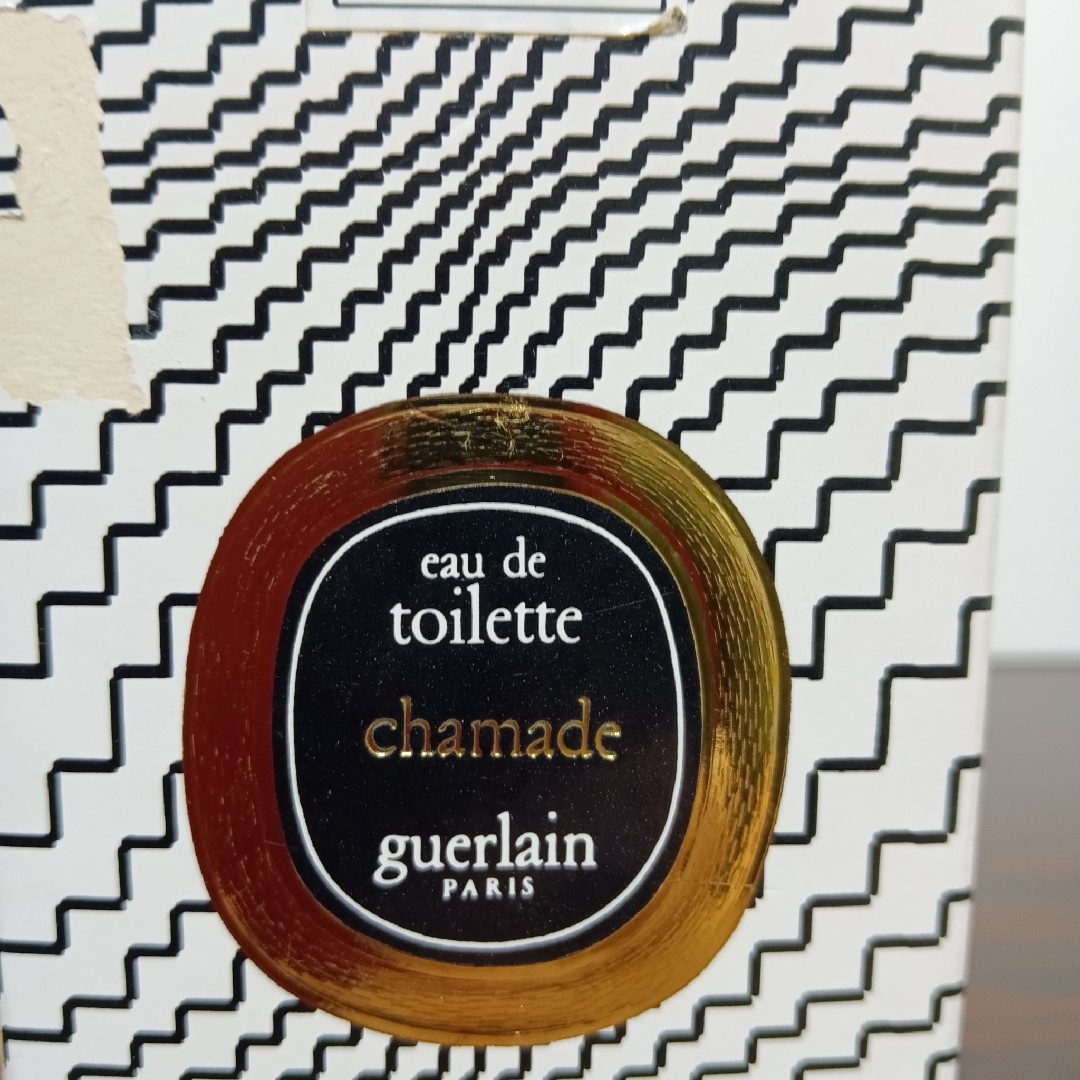 eau de
toilette
chamade
guerlain
PARIS